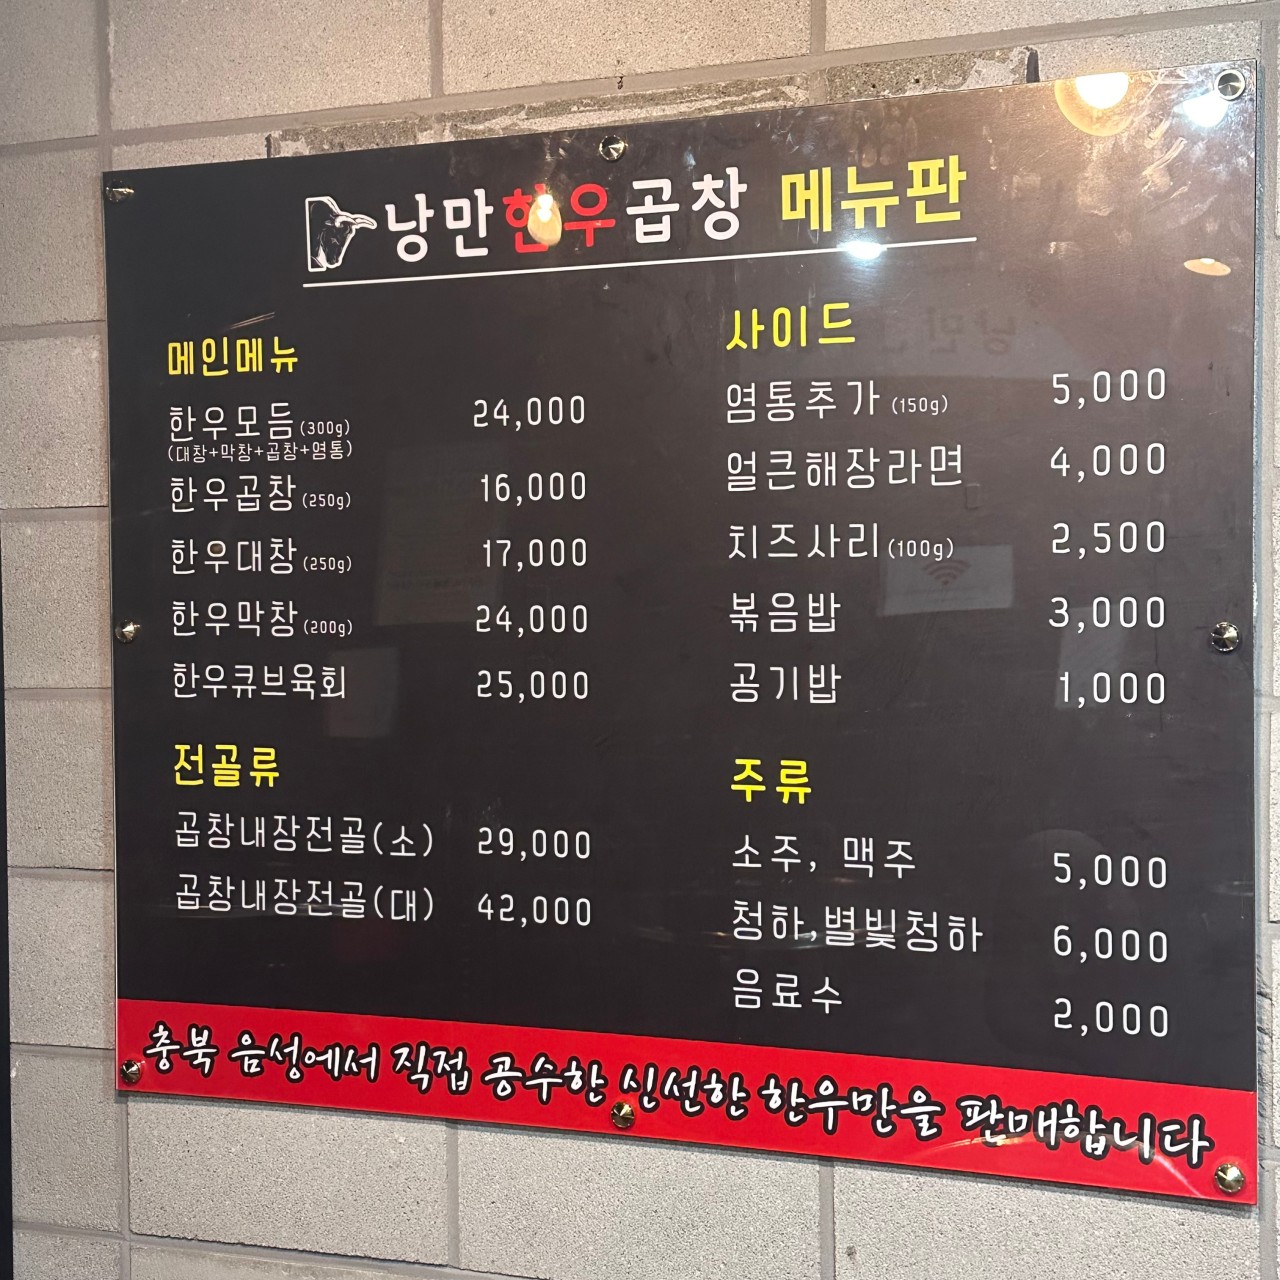 낭만한우곱창 메뉴판
메인메뉴
한우모듬(300g) 24,000
(대창+막창+곱창+염통)
한우곱창(250g) 16,000
한우대창(250g) 17,000
한우막창(200g) 24,000
한우큐브육회 25,000
전골류
곱창내장전골(소) 29,000
곱창내장전골(대) 42,000
사이드
염통추가(150g) 5,000
얼큰해장라면 4,000
치즈사리(100g) 2,500
볶음밥 3,000
공기밥 1,000
주류
소주, 맥주 5,000
청하,별빛청하 6,000
음료수 2,000
충북 음성에서 직접 공수한 신선한 한우만을 판매합니다